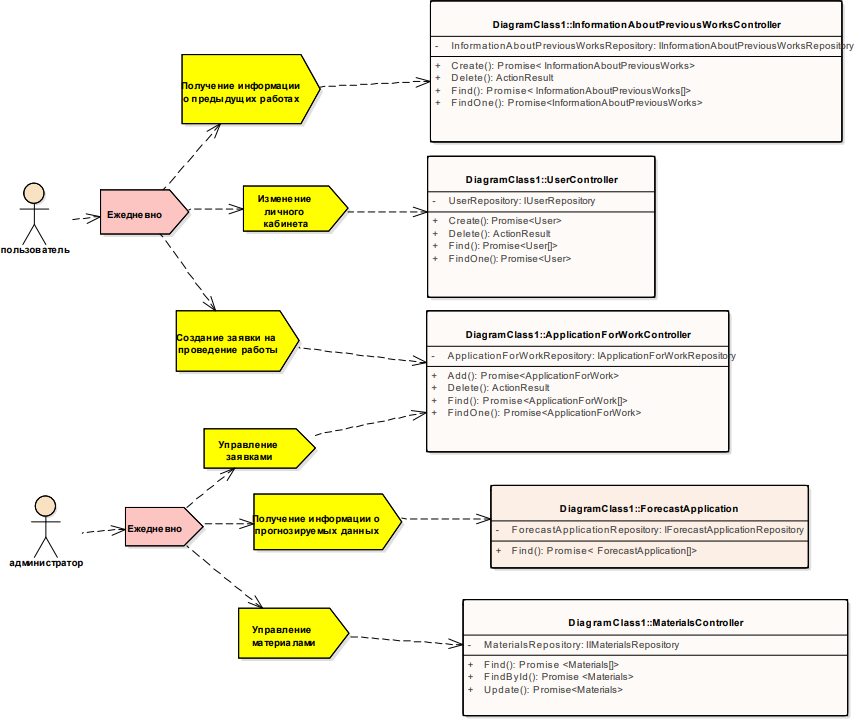 DiagramClass1::InformationAboutPreviousWorksController
- InformationAboutPreviousWorksRepository: IInformationAboutPreviousWorksRepository
+ Create(): Promise< InformationAboutPreviousWorks>
+ Delete(): ActionResult
+ Find(): Promise< InformationAboutPreviousWorks[]>
+ FindOne(): Promise<InformationAboutPreviousWorks>
Получение информации
о предыдущих работах
DiagramClass1::UserController
- UserRepository: IUserRepository
+ Create(): Promise<User>
+ Delete(): ActionResult
+ Find(): Promise<User[]>
+ FindOne(): Promise<User>
Изменение
личного
кабинета
Ежедневно
пользователь
Создание заявки на
проведение работы
DiagramClass1::ApplicationForWorkController
- ApplicationForWorkRepository: IApplicationForWorkRepository
+ Add(): Promise<ApplicationForWork>
+ Delete(): ActionResult
+ Find(): Promise<ApplicationForWork[]>
+ FindOne(): Promise<ApplicationForWork>
Управление
заявками
Ежедневно
администратор
Получение информации о
прогнозируемых данных
DiagramClass1::ForecastApplication
- ForecastApplicationRepository: IForecastApplicationRepository
+ Find(): Promise< ForecastApplication[]>
Управление
материалами
DiagramClass1::MaterialsController
- MaterialsRepository: IIMaterialsRepository
+ Find(): Promise <Materials[]>
+ FindById(): Promise <Materials>
+ Update(): Promise<Materials>